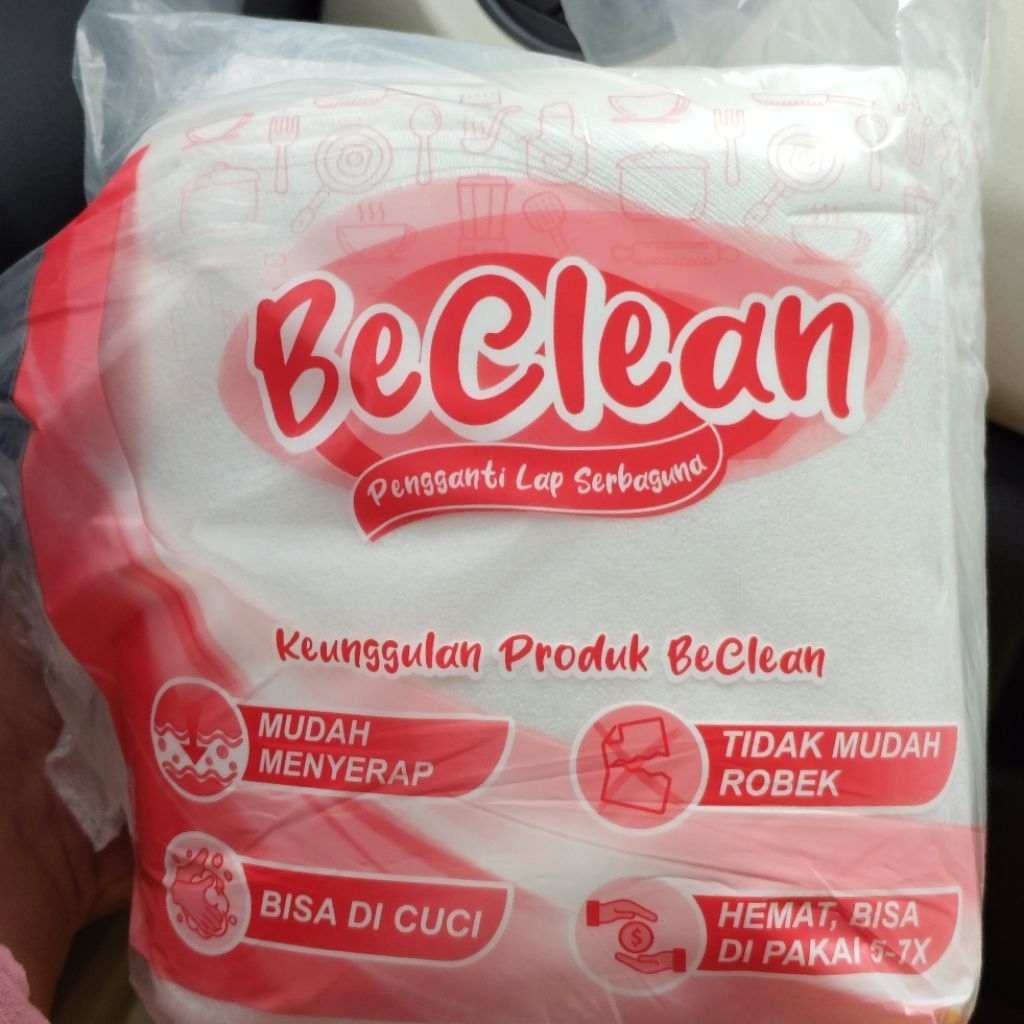 BeClean
Pengganti Lap Serbaguna
Keunggulan Produk BeClean
MUDAH
MENYERAP
TIDAK MUDAH
ROBEK
BISA DI CUCI
HEMAT, BISA
DI PAKAI 5-7X